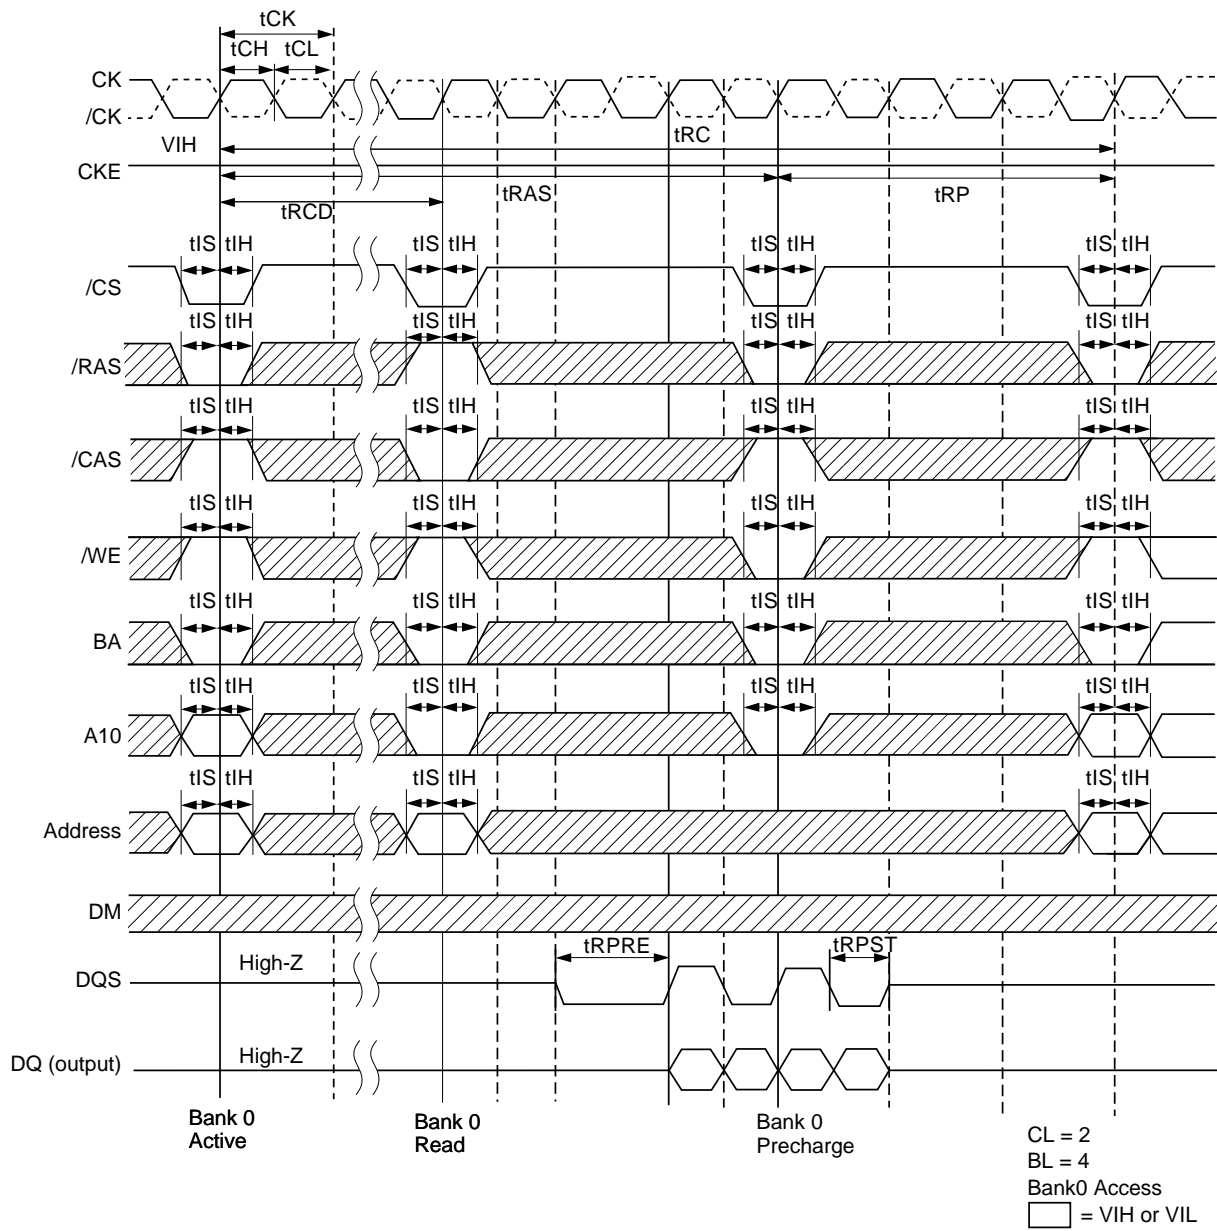 tCK
tCH tCL
CK
/CK
VIH
tRC
CKE
tRAS
tRP
tRCD
tIS tIH tIS tIH tIS tIH tIS tIH
/CS
tIS tIH tIS tIH tIS tIH tIS tIH
/RAS
tIS tIH tIS tIH tIS tIH tIS tIH
/CAS
tIS tIH tIS tIH tIS tIH tIS tIH
/WE
tIS tIH tIS tIH tIS tIH tIS tIH
BA
tIS tIH tIS tIH tIS tIH tIS tIH
A10
tIS tIH tIS tIH tIS tIH
Address
DM
tRPRE tRPST
High-Z
DQS
High-Z
DQ (output)
Bank 0
Active
Bank 0
Read
Bank 0
Precharge
CL = 2
BL = 4
Bank0 Access
= VIH or VIL